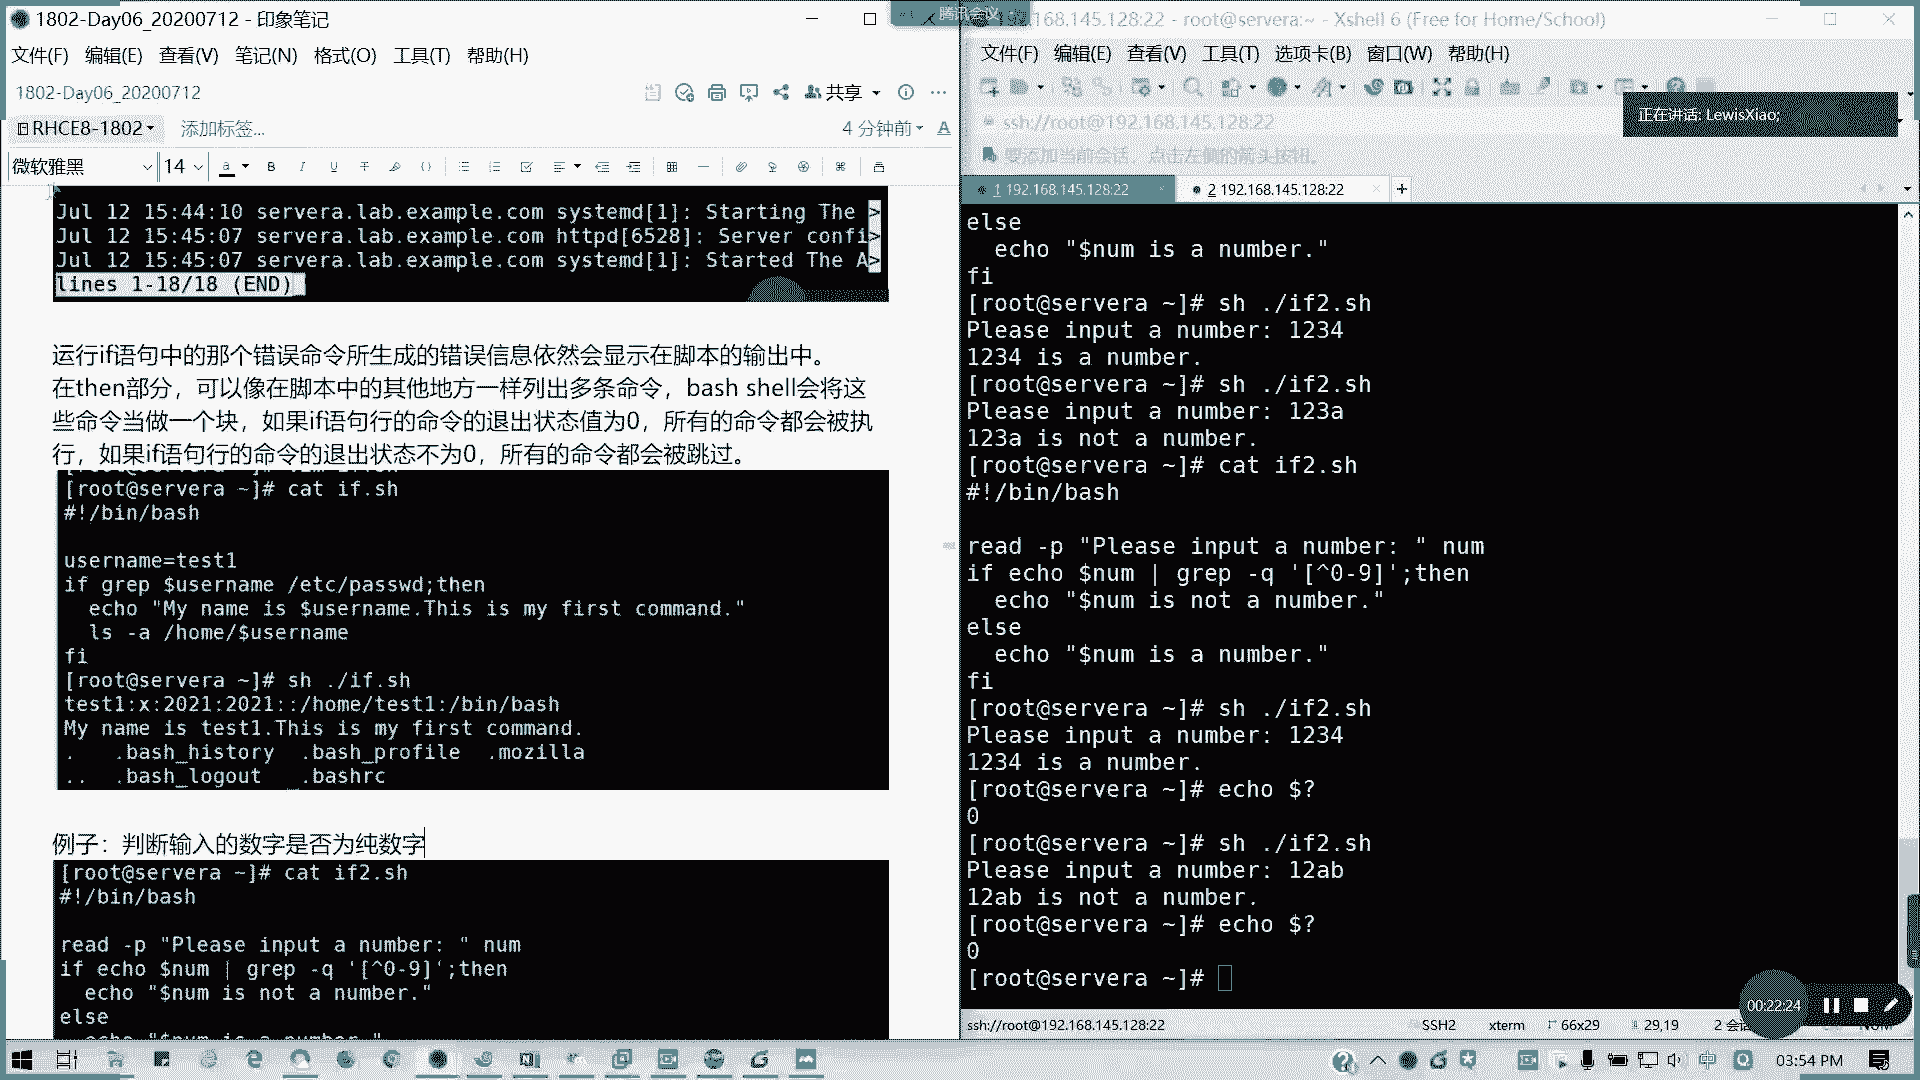 1802-Day06_20200712 - 印象笔记
文件(F) 编辑(E) 查看(V) 笔记(N) 格式(O) 工具(T) 帮助(H)
1802-Day06_20200712
共享
RHCE8-1802
添加标签...
4 分钟前
微软雅黑
14
Jul 12 15:44:10 servera.lab.example.com systemd[1]: Starting The >
Jul 12 15:45:07 servera.lab.example.com httpd[6528]: Server confi>
Jul 12 15:45:07 servera.lab.example.com systemd[1]: Started The A>
lines 1-18/18 (END)
运行if语句中的那个错误命令所生成的错误信息依然会显示在脚本的输出中。
在then部分，可以像在脚本中的其他地方一样列出多条命令，bash shell会将这
些命令当做一个块，如果if语句行的命令的退出状态值为0，所有的命令都会被执
行，如果if语句行的命令的退出状态不为0，所有的命令都会被跳过。
[root@servera ~]# cat if.sh
#!/bin/bash
username=test1
if grep $username /etc/passwd;then
echo "My name is $username.This is my first command."
ls -a /home/$username
fi
[root@servera ~]# sh ./if.sh
test1:x:2021:2021::/home/test1:/bin/bash
My name is test1.This is my first command.
. .bash_history .bash_profile .mozilla
.. .bash_logout .bashrc
例子：判断输入的数字是否为纯数字
[root@servera ~]# cat if2.sh
#!/bin/bash
read -p "Please input a number: " num
if echo $num | grep -q '[^0-9]';then
echo "$num is not a number."
else
echo "$num is a number."
腾讯会议
192.168.145.128:22 - root@servera:~ - Xshell 6 (Free for Home/School)
文件(F) 编辑(E) 查看(V) 工具(T) 选项卡(B) 窗口(W) 帮助(H)
正在讲话: LewisXiao;
ssh://root@192.168.145.128:22
要添加当前会话，点击左侧的箭头按钮。
1 192.168.145.128:22
2 192.168.145.128:22
else
echo "$num is a number."
fi
[root@servera ~]# sh ./if2.sh
Please input a number: 1234
1234 is a number.
[root@servera ~]# sh ./if2.sh
Please input a number: 123a
123a is not a number.
[root@servera ~]# cat if2.sh
#!/bin/bash
read -p "Please input a number: " num
if echo $num | grep -q '[^0-9]';then
echo "$num is not a number."
else
echo "$num is a number."
fi
[root@servera ~]# sh ./if2.sh
Please input a number: 1234
1234 is a number.
[root@servera ~]# echo $?
0
[root@servera ~]# sh ./if2.sh
Please input a number: 12ab
12ab is not a number.
[root@servera ~]# echo $?
0
[root@servera ~]#
00:22:24
ssh://root@192.168.145.128:22
SSH2
xterm
66x29
29,19
中
03:54 PM